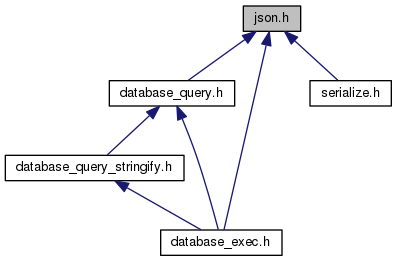 json.h
database_query.h
serialize.h
database_query_stringify.h
database_exec.h